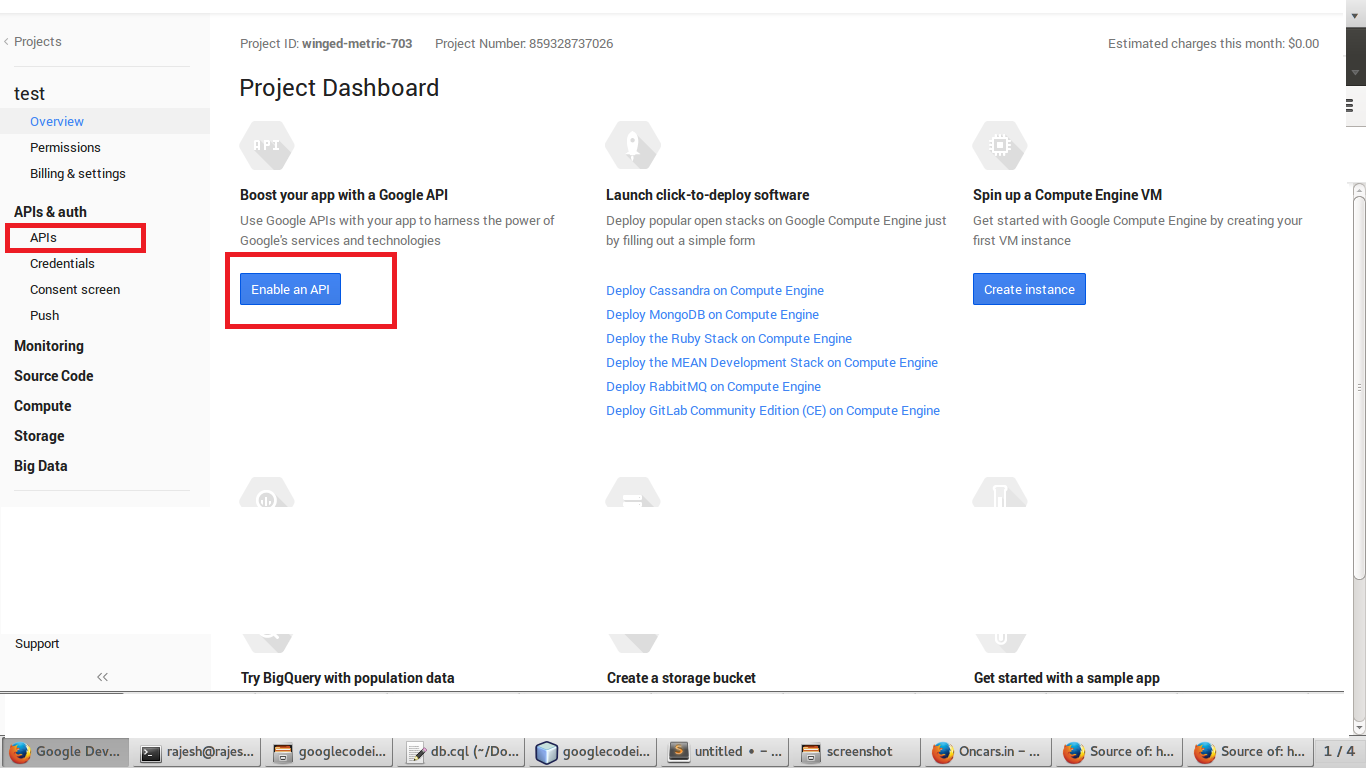 Projects
Project ID: winged-metric-703
Project Number: 859328737026
Estimated charges this month: $0.00
test
Overview
Permissions
Billing & settings
APIs & auth
APIs
Credentials
Consent screen
Push
Monitoring
Source Code
Compute
Storage
Big Data
Support
Project Dashboard
API
Boost your app with a Google API
Use Google APIs with your app to harness the power of
Google's services and technologies
Enable an API
Launch click-to-deploy software
Deploy popular open stacks on Google Compute Engine just
by filling out a simple form
Deploy Cassandra on Compute Engine
Deploy MongoDB on Compute Engine
Deploy the Ruby Stack on Compute Engine
Deploy the MEAN Development Stack on Compute Engine
Deploy RabbitMQ on Compute Engine
Deploy GitLab Community Edition (CE) on Compute Engine
Spin up a Compute Engine VM
Get started with Google Compute Engine by creating your
first VM instance
Create instance
Try BigQuery with population data
Create a storage bucket
Get started with a sample app
Google Dev...
rajesh@rajes...
googlecodei...
db.cql (~/Do...
googlecodei...
untitled • – ...
screenshot
Oncars.in – ...
Source of: h...
Source of: h...
1 / 4